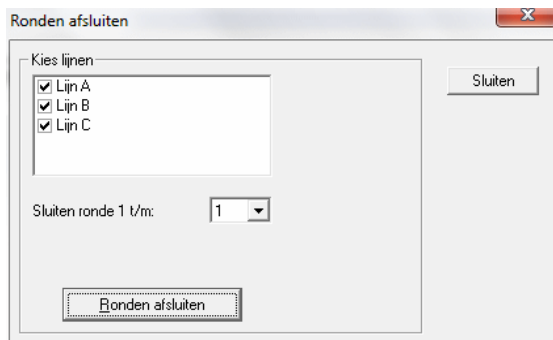 Ronden afsluiten
Kies lijnen
Lijn A
Lijn B
Lijn C
Sluiten
Sluiten ronde 1 t/m: 1
Ronden afsluiten